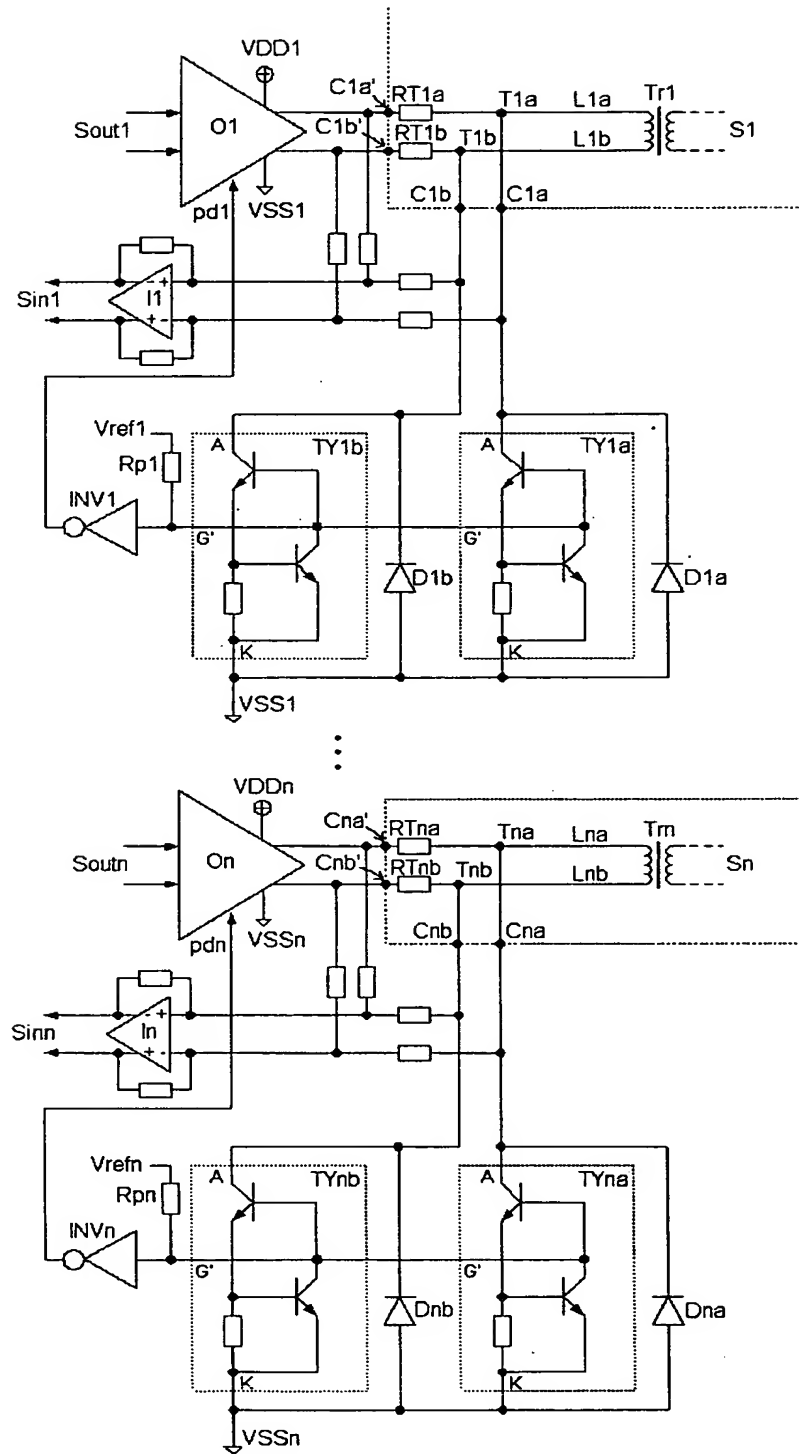 VDD1
C1a' RT1a T1a L1a Tr1
Sout1 O1 C1b' RT1b T1b L1b S1
pd1 VSS1 C1b C1a
- +
Sin1 I1
+ -
Vref1 A TY1b A TY1a
Rp1
INV1
G' G'
D1b D1a
K K
VSS1
VDDn
Cna' RTna Tna Lna Trn
Soutn On Cnb' RTnb Tnb Lnb Sn
pdn VSSn Cnb Cna
- +
Sinn In
+ -
Vrefn A TYnb A TYna
Rpn
INVn
G' G'
Dnb Dna
K K
VSSn